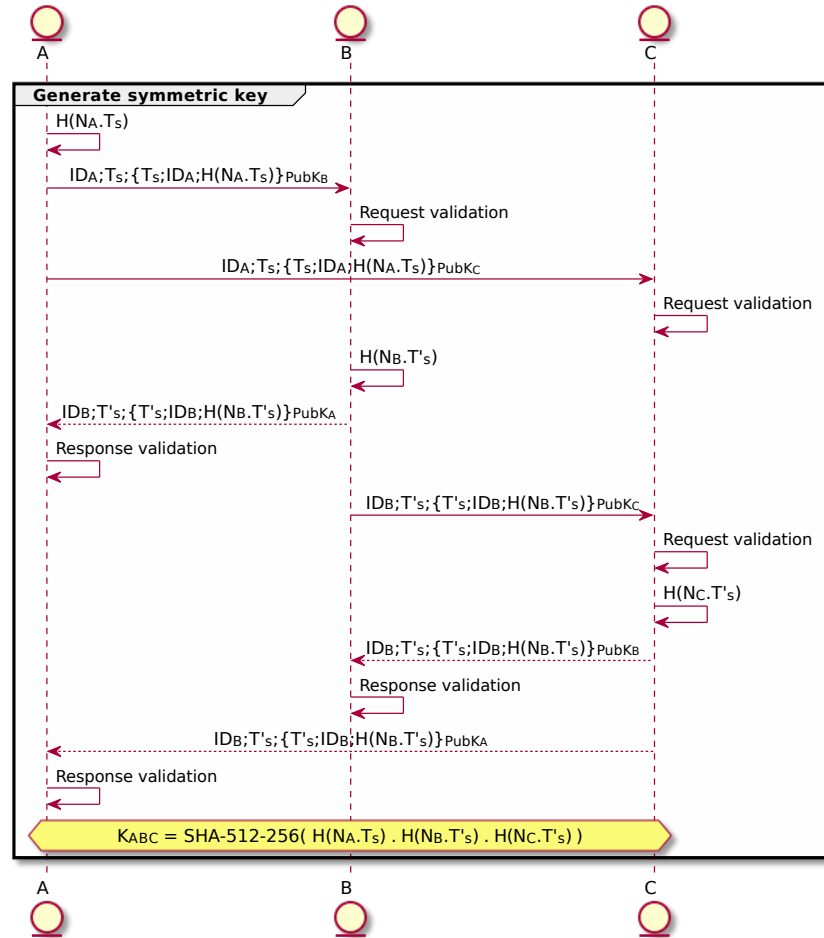 A B C
Generate symmetric key
H(NA.Ts)
IDA;Ts;{Ts;IDA;H(NA.Ts)}PubKB
Request validation
IDA;Ts;{Ts;IDA;H(NA.Ts)}PubKC
Request validation
H(NB.T's)
IDB;T's;{T's;IDB;H(NB.T's)}PubKA
Response validation
IDB;T's;{T's;IDB;H(NB.T's)}PubKC
Request validation
H(NC.T's)
IDB;T's;{T's;IDB;H(NB.T's)}PubKB
Response validation
IDB;T's;{T's;IDB;H(NB.T's)}PubKA
Response validation
KABC = SHA-512-256( H(NA.Ts) . H(NB.T's) . H(NC.T's) )
A B C